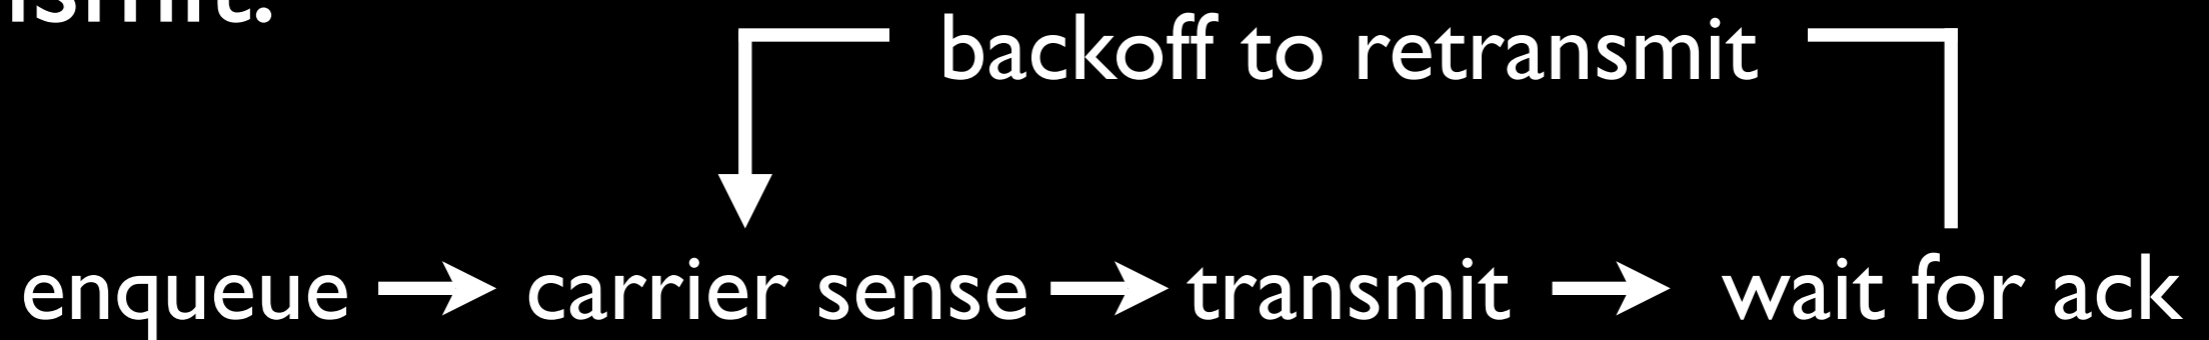 backoff to retransmit
enqueue carrier sense transmit wait for ack